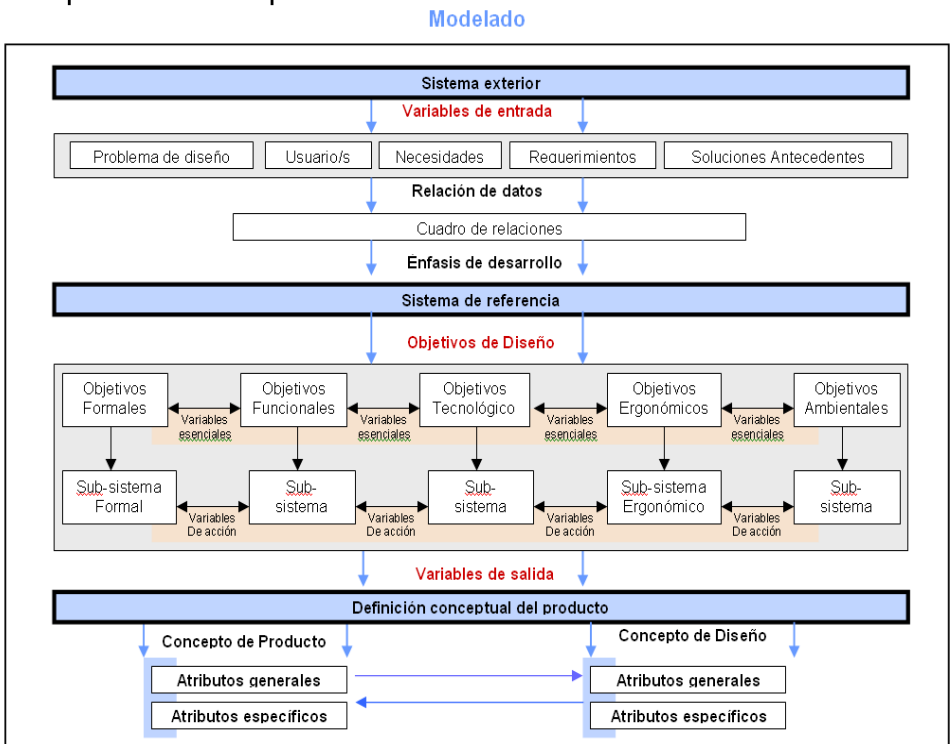 Modelado
Sistema exterior
Variables de entrada
Problema de diseño
Usuario/s
Necesidades
Requerimientos
Soluciones Antecedentes
Relación de datos
Cuadro de relaciones
Énfasis de desarrollo
Sistema de referencia
Objetivos de Diseño
Objetivos
Formales
Objetivos
Funcionales
Objetivos
Tecnológico
Objetivos
Ergonómicos
Objetivos
Ambientales
Variables
esenciales
Variables
esenciales
Variables
esenciales
Variables
esenciales
Sub-sistema
Formal
Sub-
sistema
Sub-
sistema
Sub-sistema
Ergonómico
Sub-
sistema
Variables
De acción
Variables
De acción
Variables
De acción
Variables
De acción
Variables de salida
Definición conceptual del producto
Concepto de Producto
Concepto de Diseño
Atributos generales
Atributos generales
Atributos específicos
Atributos específicos